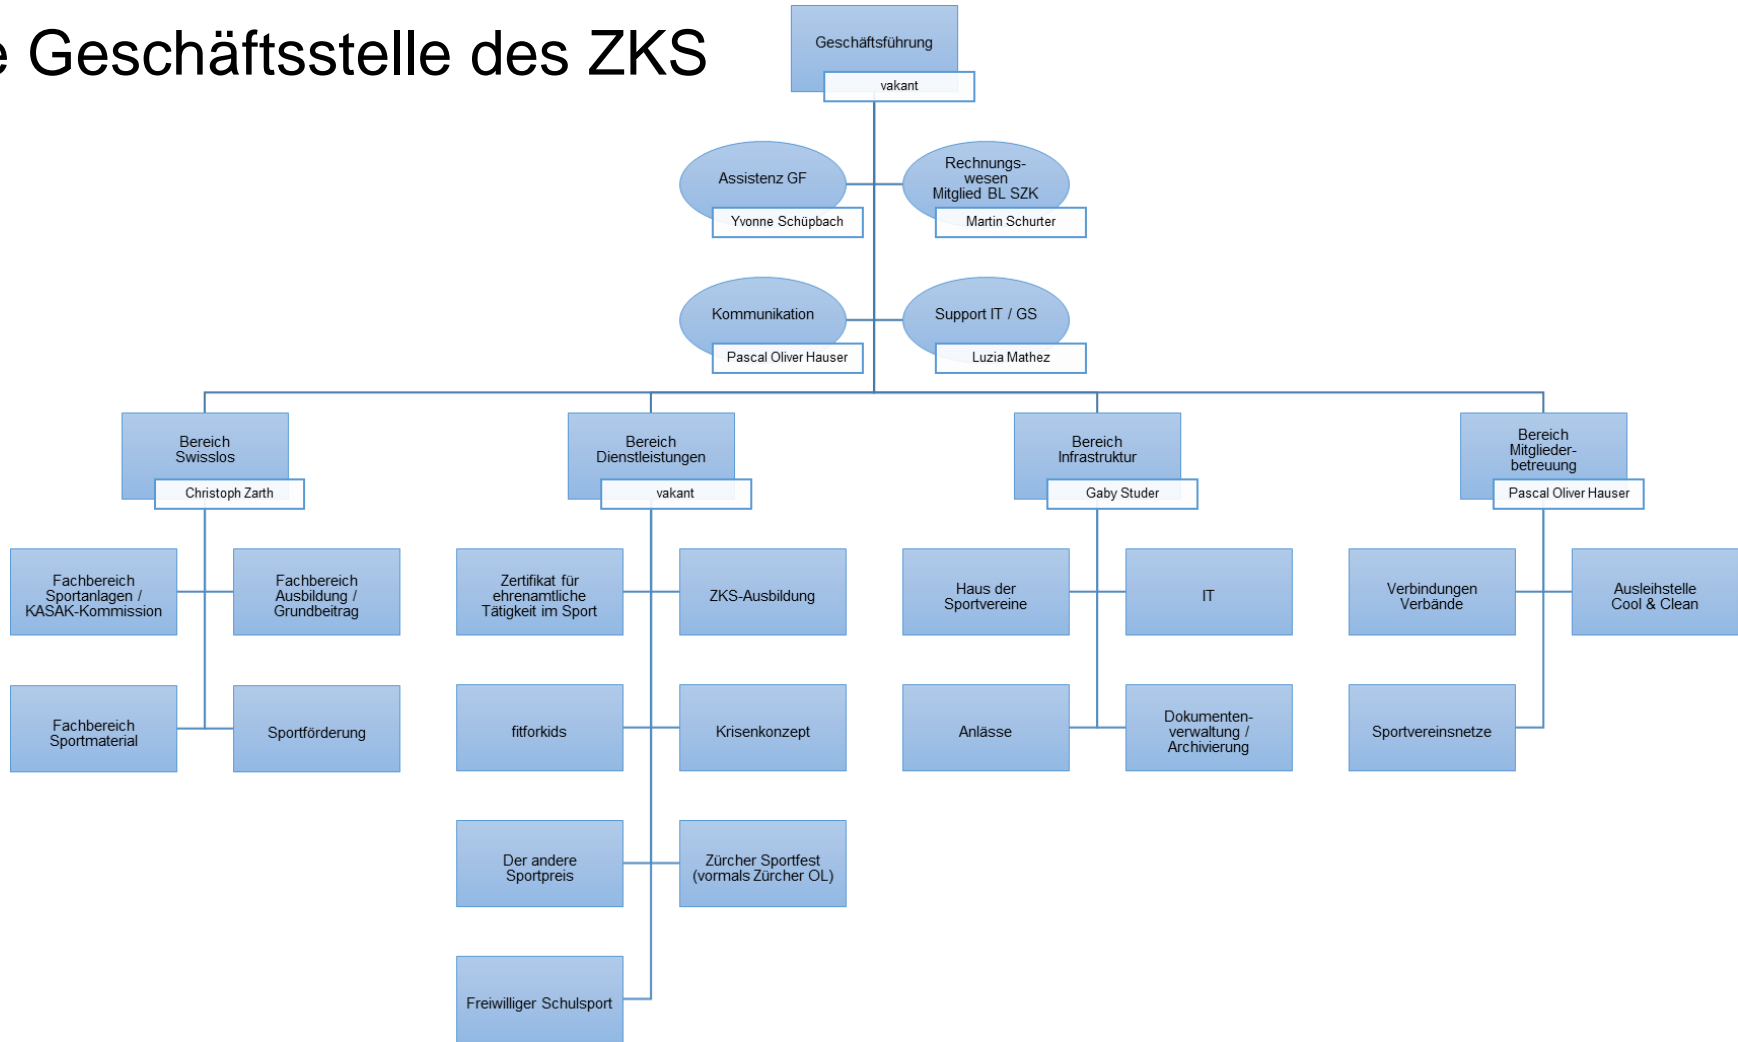 e Geschäftsstelle des ZKS
Geschäftsführung
vakant
Assistenz GF
Yvonne Schüpbach
Rechnungs-
wesen
Mitglied BL SZK
Martin Schurter
Kommunikation
Pascal Oliver Hauser
Support IT / GS
Luzia Mathez
Bereich
Swisslos
Christoph Zarth
Bereich
Dienstleistungen
vakant
Bereich
Infrastruktur
Gaby Studer
Bereich
Mitglieder-
betreuung
Pascal Oliver Hauser
Fachbereich
Sportanlagen /
KASAK-Kommission
Fachbereich
Ausbildung /
Grundbeitrag
Zertifikat für
ehrenamtliche
Tätigkeit im Sport
ZKS-Ausbildung
Haus der
Sportvereine
IT
Verbindungen
Verbände
Ausleihstelle
Cool & Clean
Fachbereich
Sportmaterial
Sportförderung
fitforkids
Krisenkonzept
Anlässe
Dokumenten-
verwaltung /
Archivierung
Sportvereinsnetze
Der andere
Sportpreis
Zürcher Sportfest
(vormals Zürcher OL)
Freiwilliger Schulsport